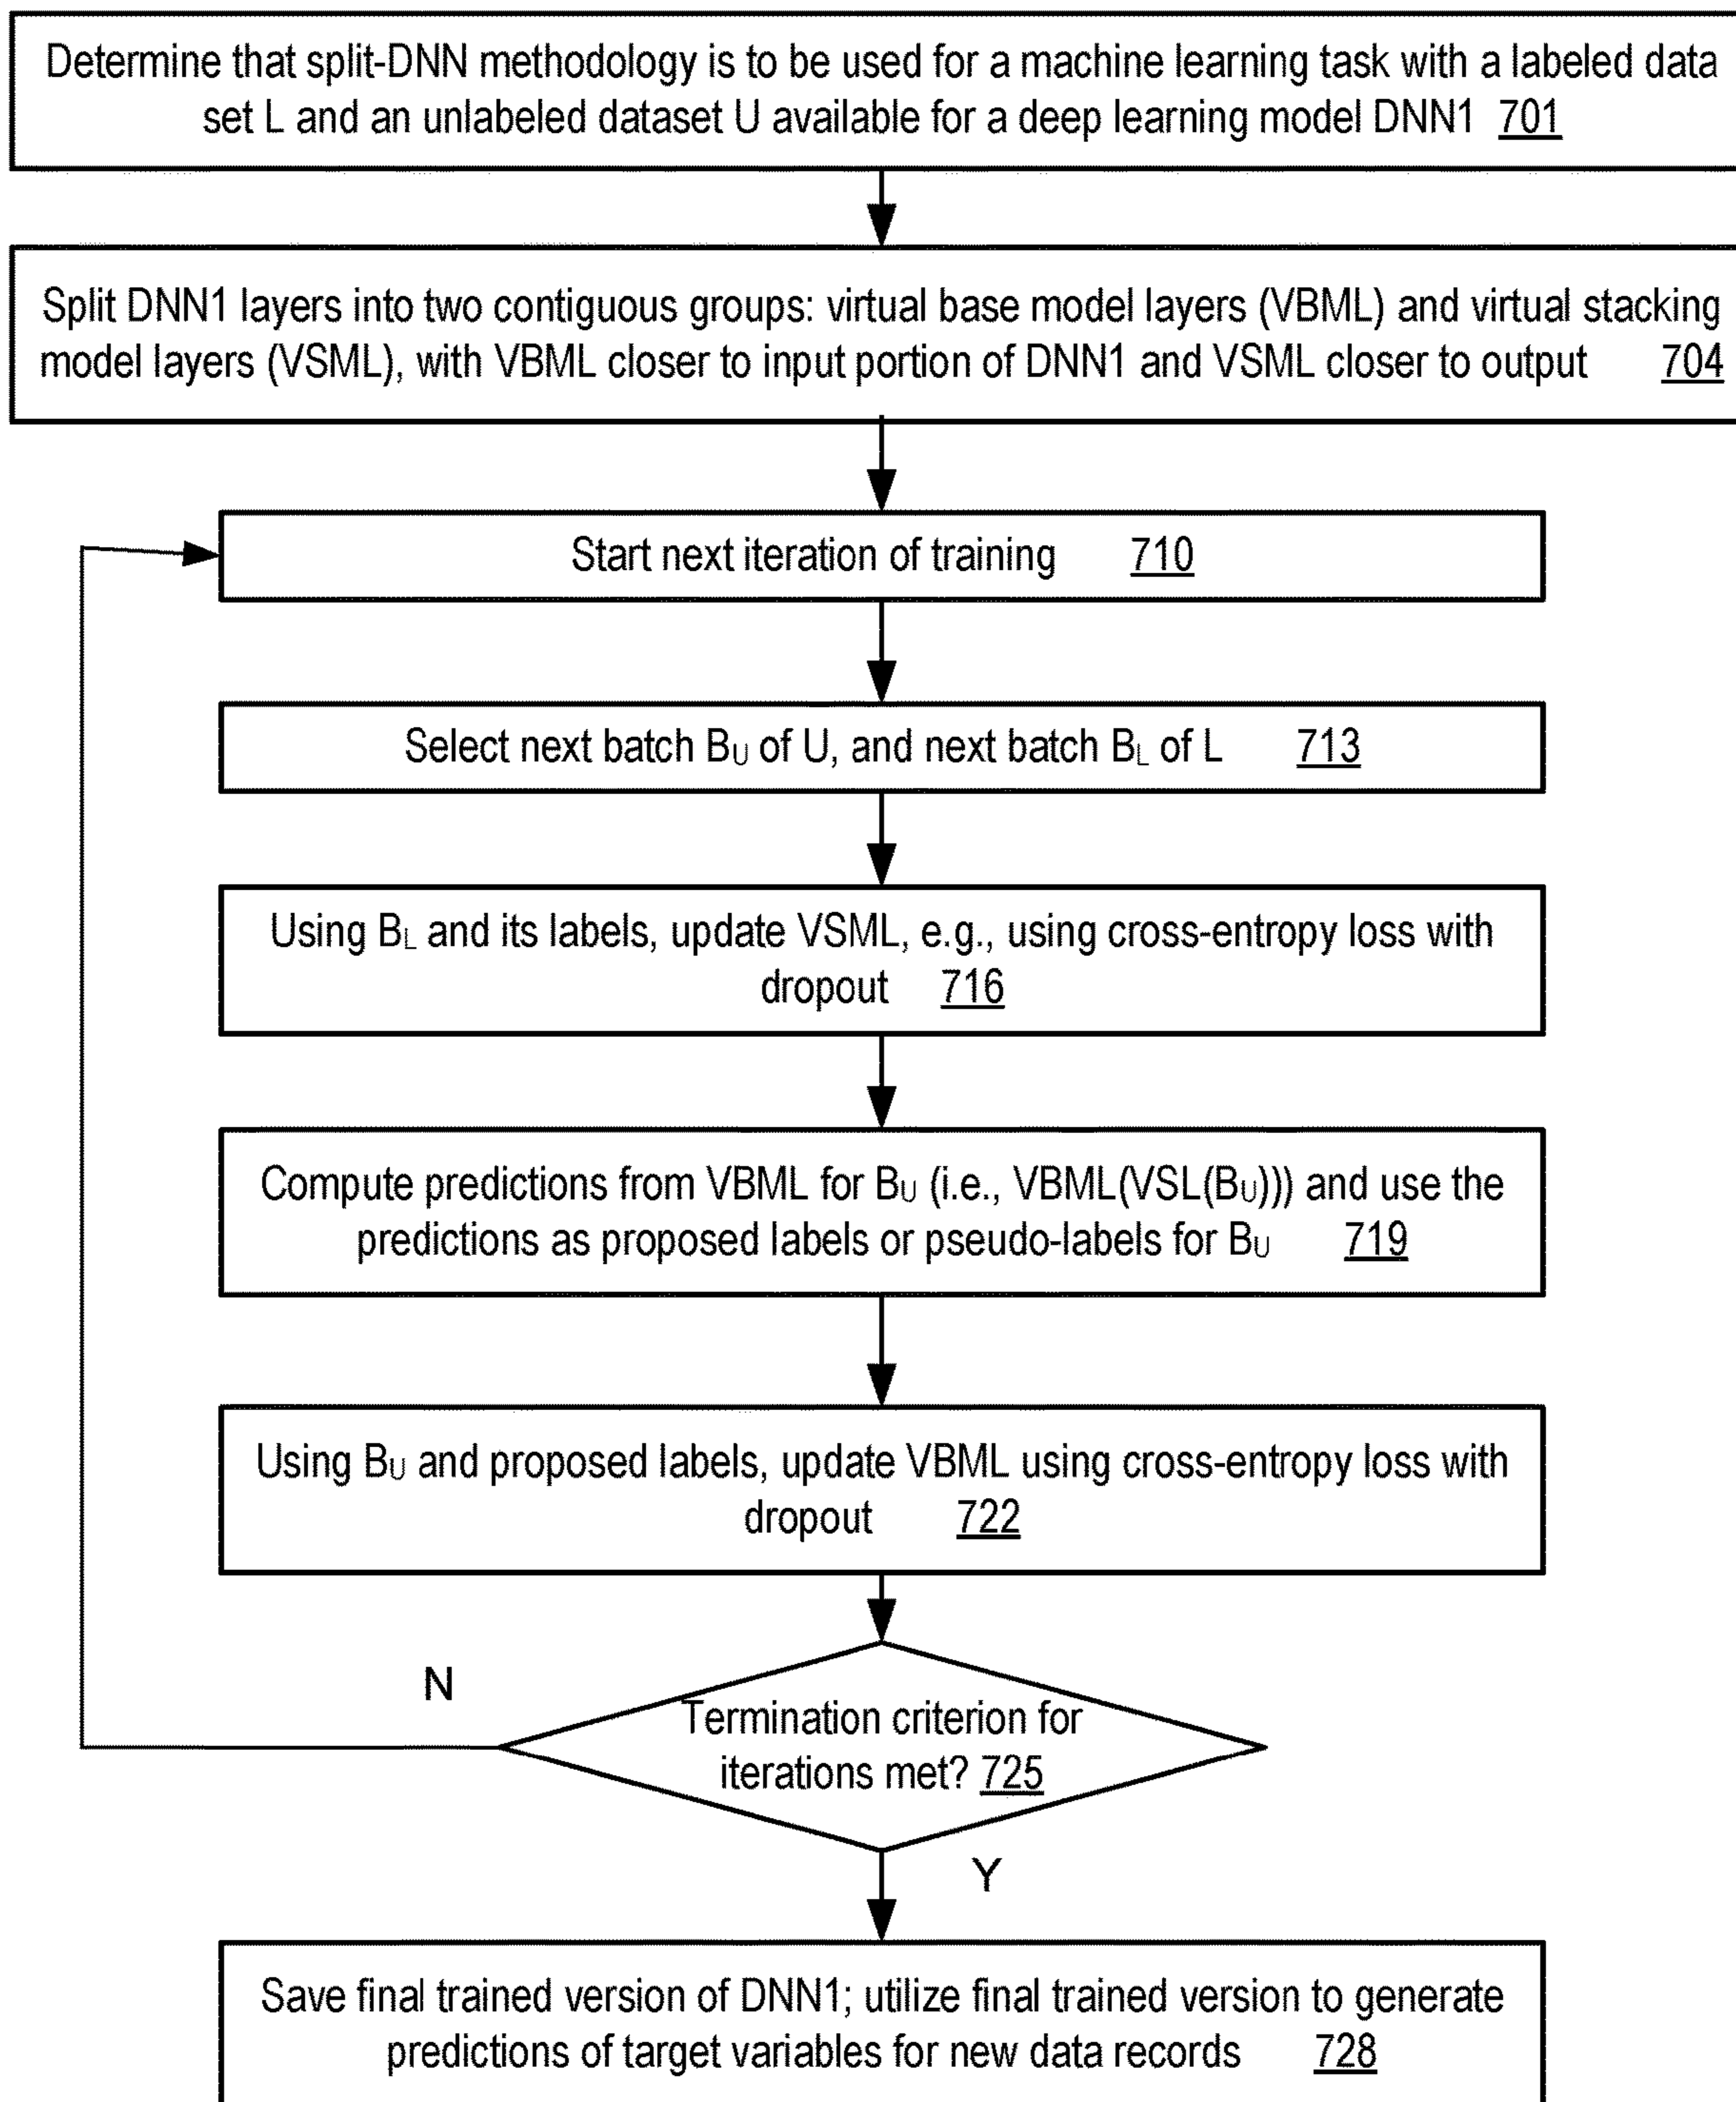 Determine that split-DNN methodology is to be used for a machine learning task with a labeled data
set L and an unlabeled dataset U available for a deep learning model DNN1 701
Split DNN1 layers into two contiguous groups: virtual base model layers (VBML) and virtual stacking
model layers (VSML), with VBML closer to input portion of DNN1 and VSML closer to output 704
Start next iteration of training 710
Select next batch BU of U, and next batch BL of L 713
Using BL and its labels, update VSML, e.g., using cross-entropy loss with
dropout 716
Compute predictions from VBML for BU (i.e., VBML(VSL(BU))) and use the
predictions as proposed labels or pseudo-labels for BU 719
Using BU and proposed labels, update VBML using cross-entropy loss with
dropout 722
N
Termination criterion for
iterations met? 725
Y
Save final trained version of DNN1; utilize final trained version to generate
predictions of target variables for new data records 728